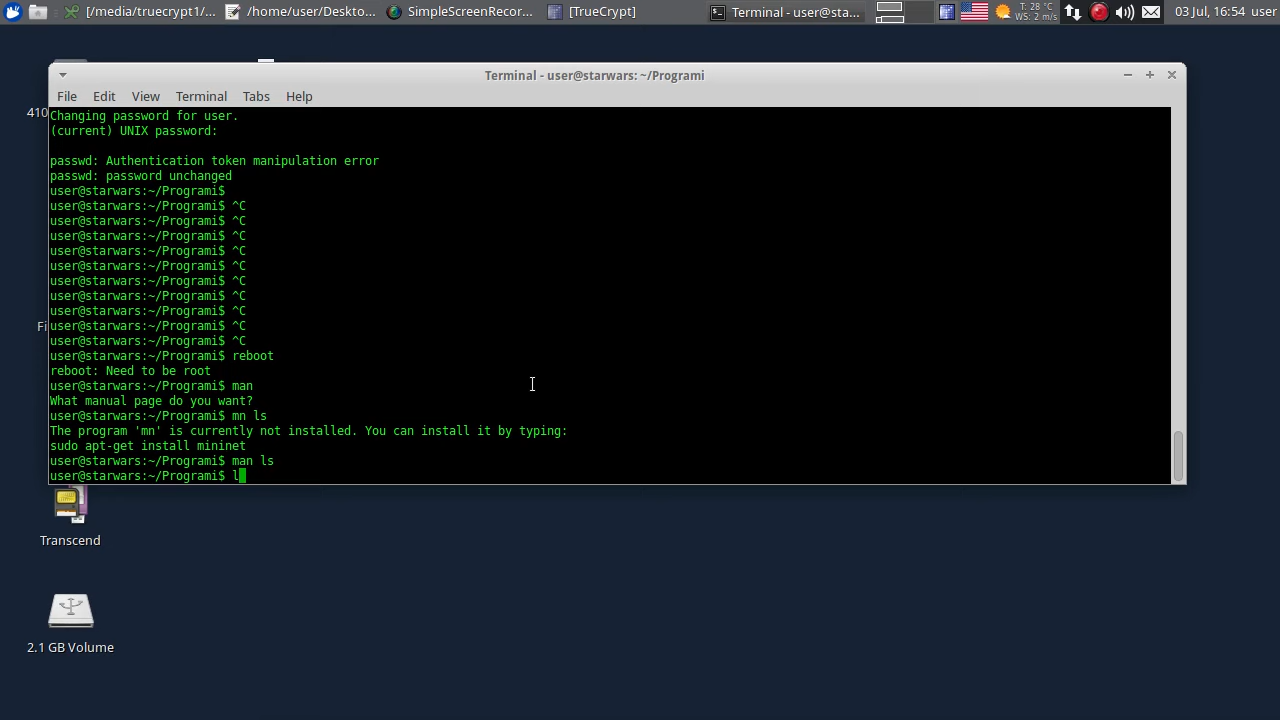 [/media/truecrypt1/...
/home/user/Deskto...
SimpleScreenRecor...
[TrueCrypt]
Terminal - user@sta...
T: 28 °C
WS: 2 m/s
03 Jul, 16:54 user
Terminal - user@starwars: ~/Programi
File Edit View Terminal Tabs Help
410
Changing password for user.
(current) UNIX password:
passwd: Authentication token manipulation error
passwd: password unchanged
user@starwars:~/Programi$
user@starwars:~/Programi$ ^C
user@starwars:~/Programi$ ^C
user@starwars:~/Programi$ ^C
user@starwars:~/Programi$ ^C
user@starwars:~/Programi$ ^C
user@starwars:~/Programi$ ^C
user@starwars:~/Programi$ ^C
user@starwars:~/Programi$ ^C
Fi
user@starwars:~/Programi$ ^C
user@starwars:~/Programi$ ^C
user@starwars:~/Programi$ reboot
reboot: Need to be root
user@starwars:~/Programi$ man
What manual page do you want?
user@starwars:~/Programi$ mn ls
The program 'mn' is currently not installed. You can install it by typing:
sudo apt-get install mininet
user@starwars:~/Programi$ man ls
user@starwars:~/Programi$ l
Transcend
2.1 GB Volume